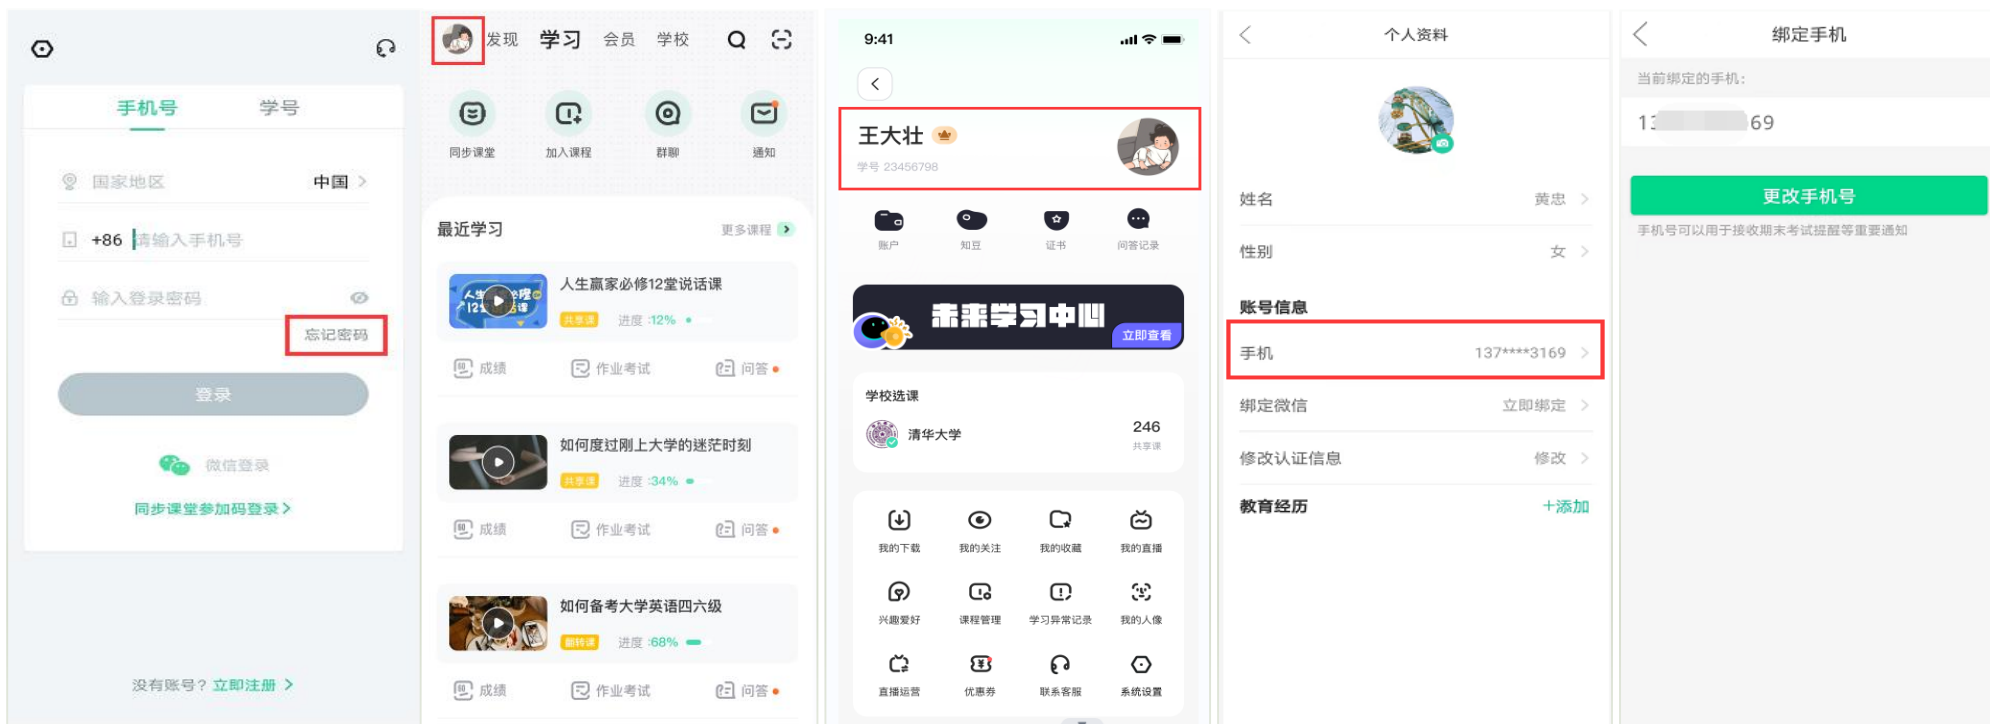 手机号 学号
国家地区 中国
+86 请输入手机号
输入登录密码
忘记密码
登录
微信登录
同步课堂参加码登录
没有账号? 立即注册
发现 学习 会员 学校
同步课堂 加入课程 群聊 通知
最近学习 更多课程
人生赢家必修12堂说话课
共享课 进度 :12%
成绩 作业考试 问答
如何度过刚上大学的迷茫时刻
共享课 进度 :34%
成绩 作业考试 问答
如何备考大学英语四六级
翻转课 进度 :68%
成绩 作业考试 问答
9:41
王大壮
学号 23456798
账户 知豆 证书 问答记录
未来学习中心
立即查看
学校选课
清华大学 246
共享课
我的下载 我的关注 我的收藏 我的直播
兴趣爱好 课程管理 学习异常记录 我的人像
直播运营 优惠券 联系客服 系统设置
个人资料
姓名 黄忠
性别 女
账号信息
手机 137****3169
绑定微信 立即绑定
修改认证信息 修改
教育经历 +添加
绑定手机
当前绑定的手机:
69
更改手机号
手机号可以用于接收期末考试提醒等重要通知